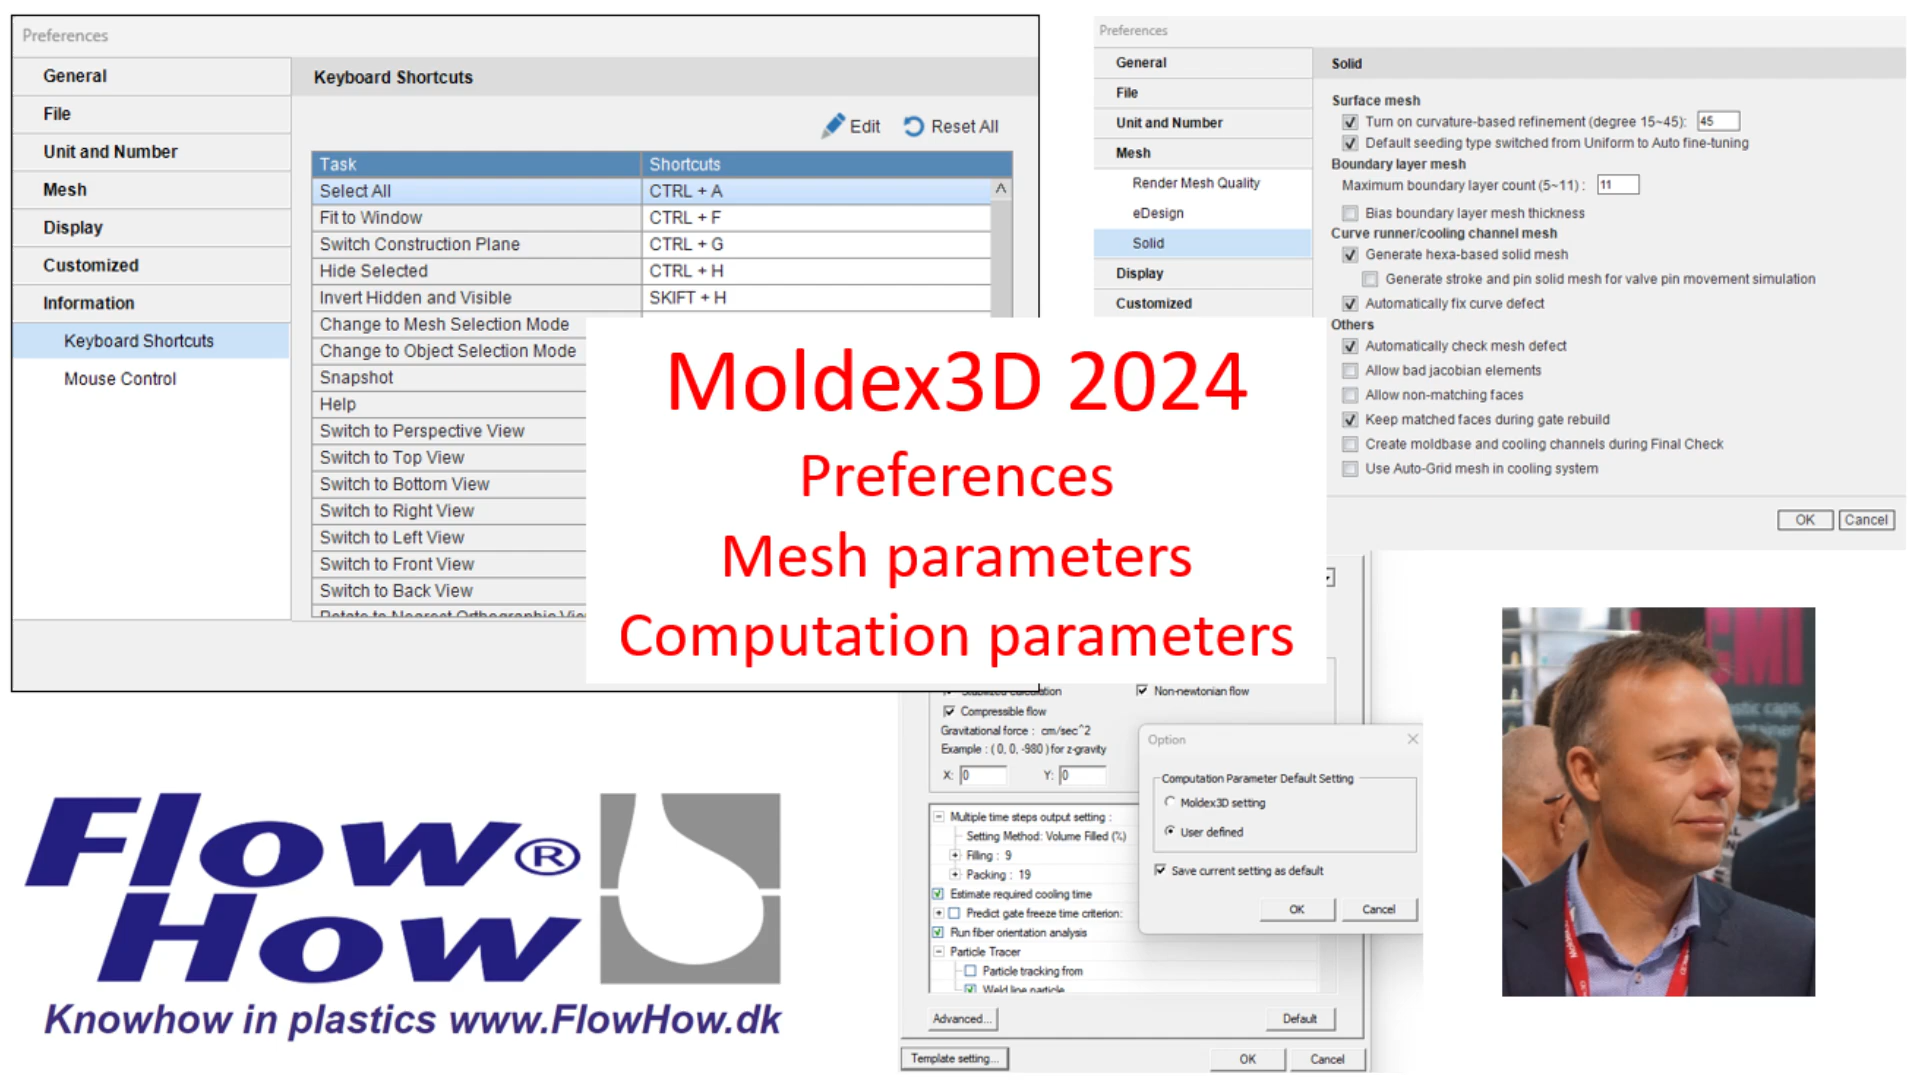 Preferences
General
File
Unit and Number
Mesh
Display
Customized
Information
Keyboard Shortcuts
Mouse Control
Keyboard Shortcuts
Edit
Reset All
Task Shortcuts
Select All CTRL + A
Fit to Window CTRL + F
Switch Construction Plane CTRL + G
Hide Selected CTRL + H
Invert Hidden and Visible SKIFT + H
Change to Mesh Selection Mode
Change to Object Selection Mode
Snapshot
Help
Switch to Perspective View
Switch to Top View
Switch to Bottom View
Switch to Right View
Switch to Left View
Switch to Front View
Switch to Back View
Rotate to Nearest Orthographic Vie
Preferences
General
File
Unit and Number
Mesh
Render Mesh Quality
eDesign
Solid
Display
Customized
Solid
Surface mesh
Turn on curvature-based refinement (degree 15~45): 45
Default seeding type switched from Uniform to Auto fine-tuning
Boundary layer mesh
Maximum boundary layer count (5~11) : 11
Bias boundary layer mesh thickness
Curve runner/cooling channel mesh
Generate hexa-based solid mesh
Generate stroke and pin solid mesh for valve pin movement simulation
Automatically fix curve defect
Others
Automatically check mesh defect
Allow bad jacobian elements
Allow non-matching faces
Keep matched faces during gate rebuild
Create moldbase and cooling channels during Final Check
Use Auto-Grid mesh in cooling system
OK Cancel
Moldex3D 2024
Preferences
Mesh parameters
Computation parameters
Stabilized calculation Non-newtonian flow
Compressible flow
Gravitational force : cm/sec^2
Example : ( 0, 0, -980 ) for z-gravity
X: 0 Y: 0
Multiple time steps output setting :
Setting Method: Volume Filled (%)
Filling : 9
Packing : 19
Estimate required cooling time
Predict gate freeze time criterion:
Run fiber orientation analysis
Particle Tracer
Particle tracking from
Weld line particle
Advanced... Default
Template setting... OK Cancel
Option
Computation Parameter Default Setting
Moldex3D setting
User defined
Save current setting as default
OK Cancel
Flow®
How
Knowhow in plastics www.FlowHow.dk
CMI